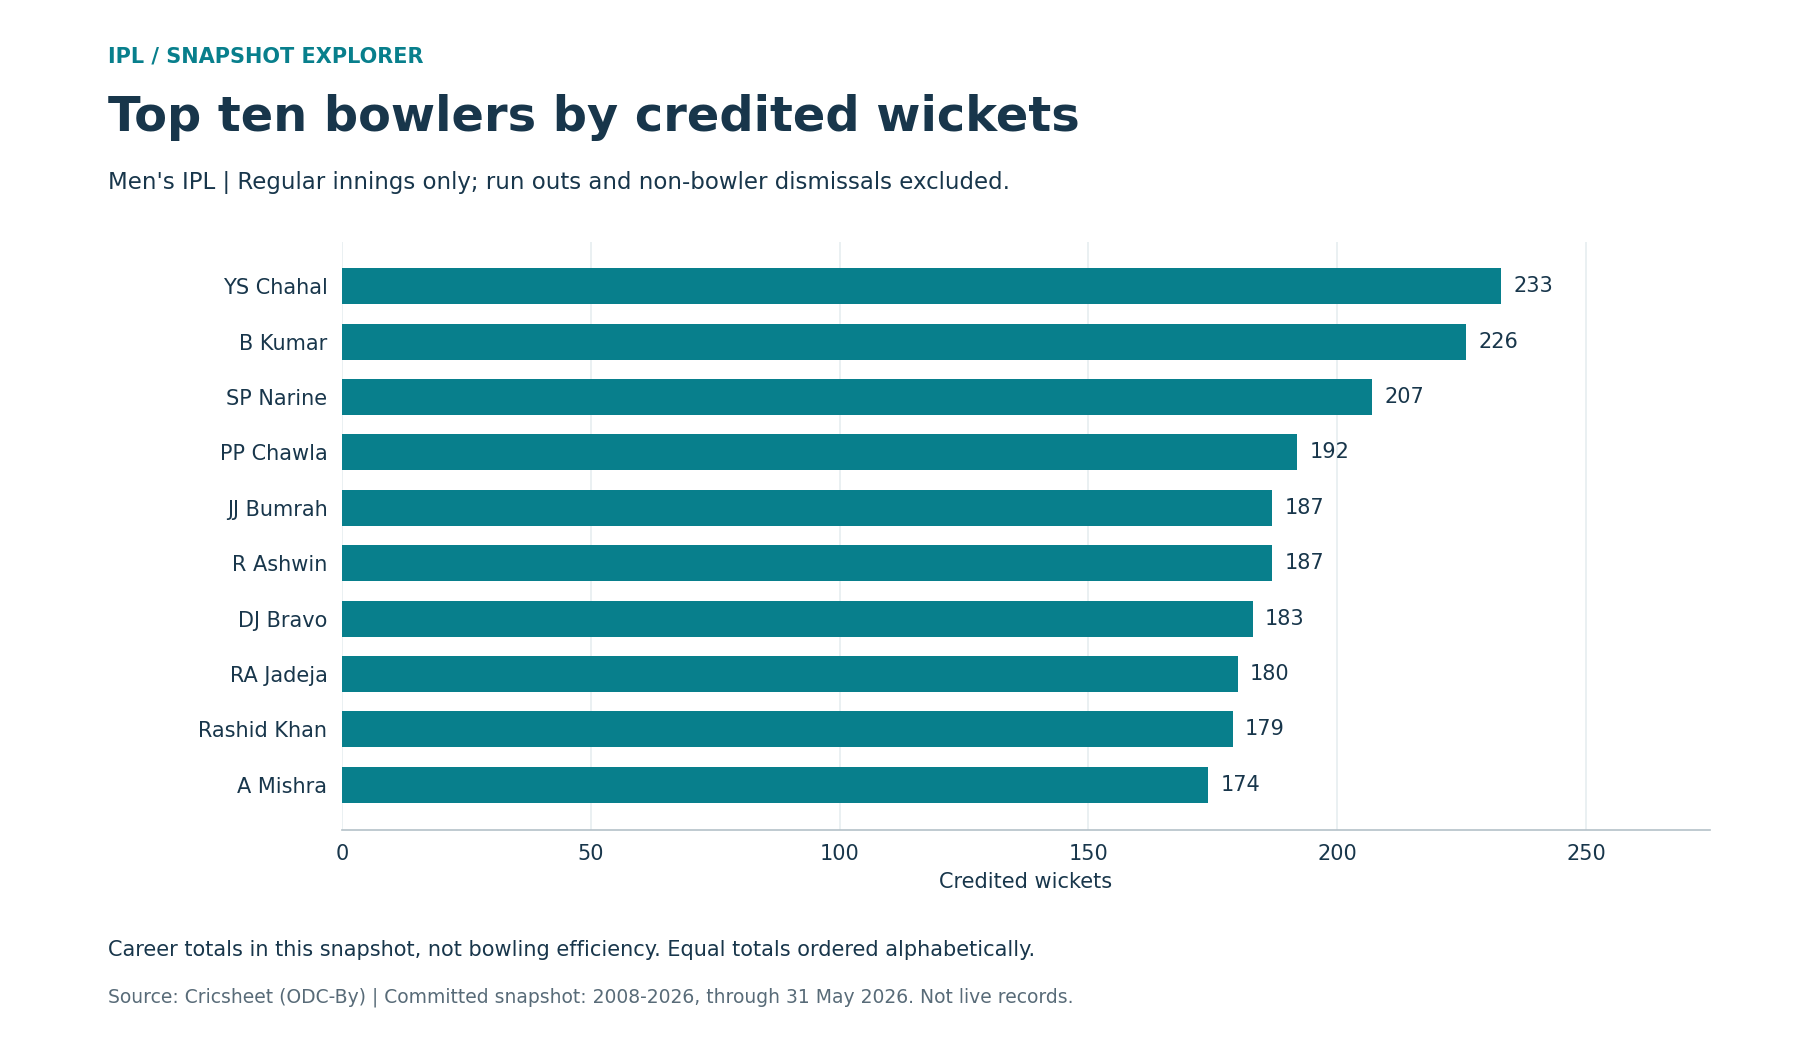 IPL / SNAPSHOT EXPLORER
Top ten bowlers by credited wickets
Men's IPL | Regular innings only; run outs and non-bowler dismissals excluded.
YS Chahal 233
B Kumar 226
SP Narine 207
PP Chawla 192
JJ Bumrah 187
R Ashwin 187
DJ Bravo 183
RA Jadeja 180
Rashid Khan 179
A Mishra 174
0 50 100 150 200 250
Credited wickets
Career totals in this snapshot, not bowling efficiency. Equal totals ordered alphabetically.
Source: Cricsheet (ODC-By) | Committed snapshot: 2008-2026, through 31 May 2026. Not live records.